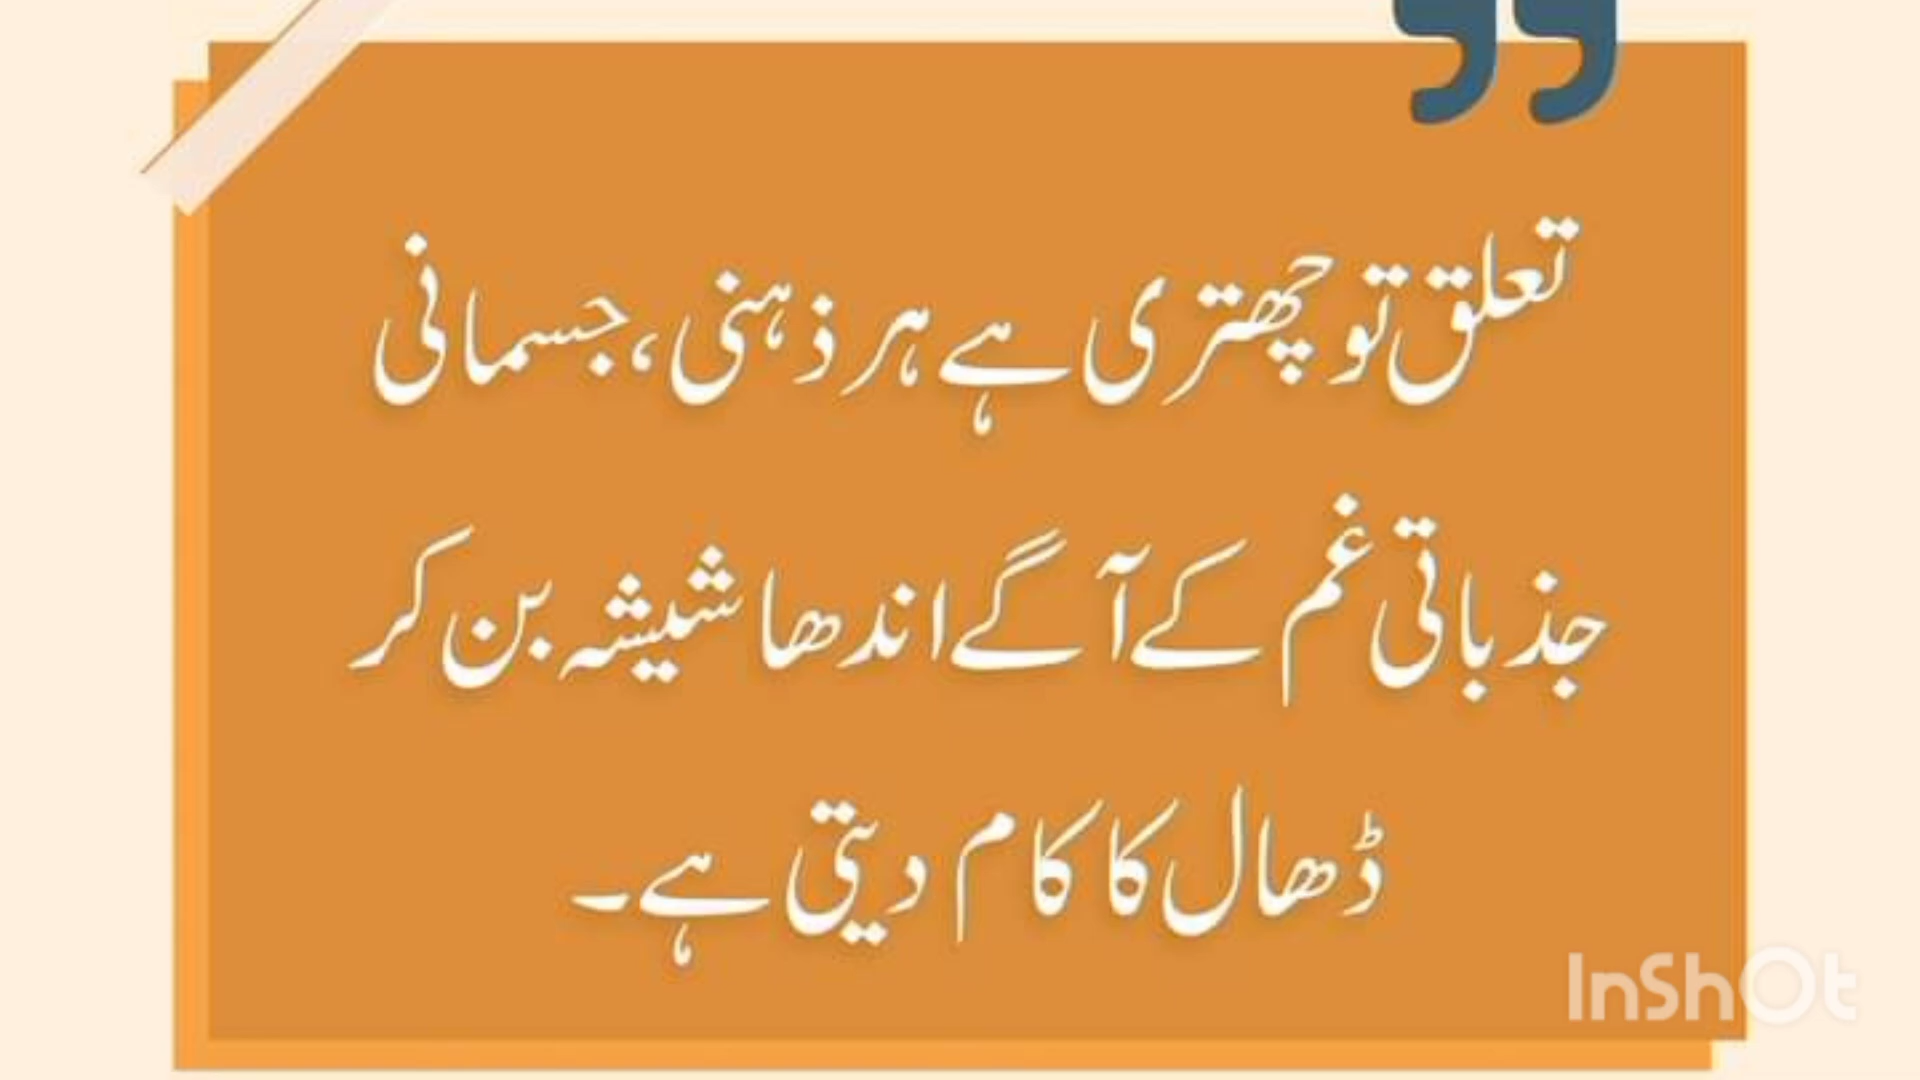 تعلق تو چھتری ہے ہر ذہنی، جسمانی
جذباتی غم کے آگے اندھا شیشہ بن کر
ڈھال کا کام دیتی ہے۔
InShOt